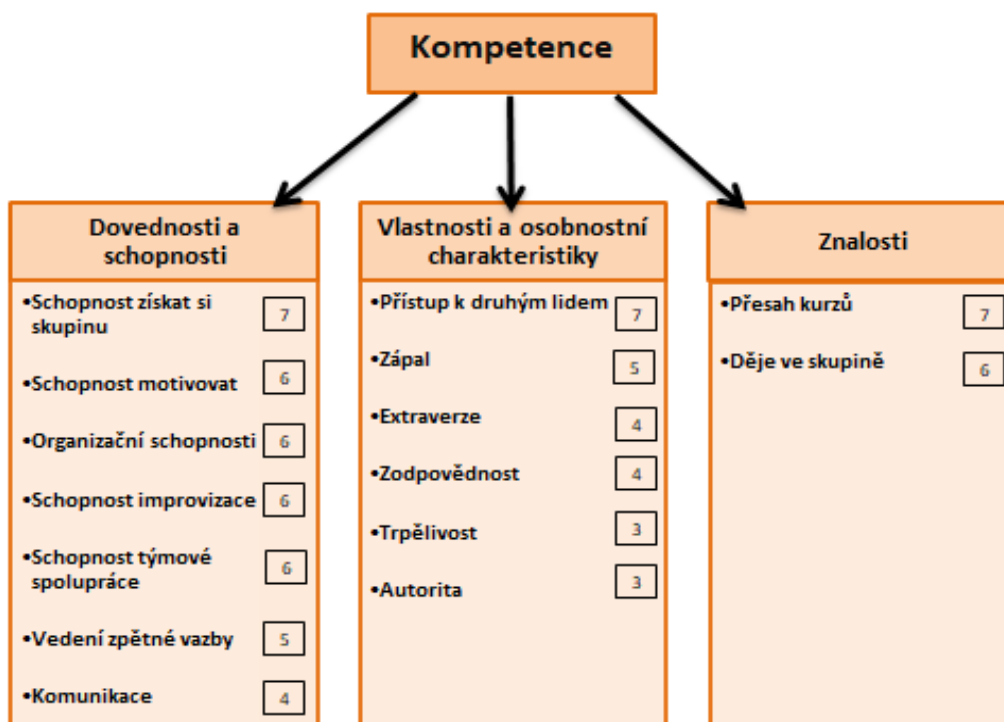 Kompetence
Dovednosti a
schopnosti
•Schopnost získat si
skupinu
7
•Schopnost motivovat
6
•Organizační schopnosti
6
•Schopnost improvizace
6
•Schopnost týmové
spolupráce
6
•Vedení zpětné vazby
5
•Komunikace
4
Vlastnosti a osobnostní
charakteristiky
•Přístup k druhým lidem
7
•Zápal
5
•Extraverze
4
•Zodpovědnost
4
•Trpělivost
3
•Autorita
3
Znalosti
•Přesah kurzů
7
•Děje ve skupině
6